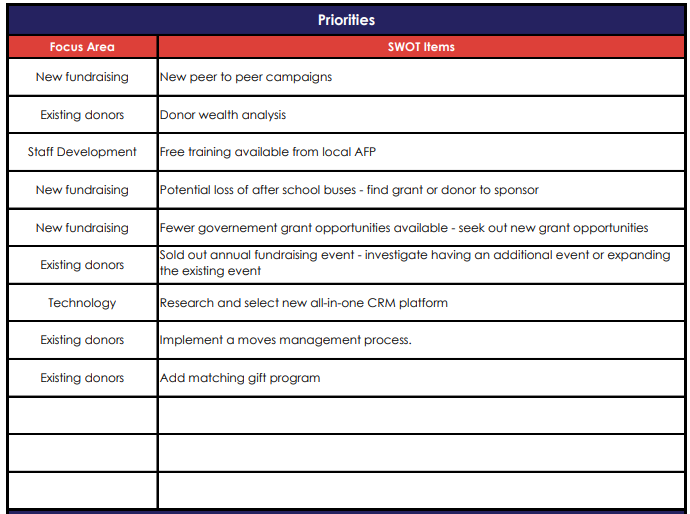 Priorities
Focus Area SWOT Items
New fundraising New peer to peer campaigns
Existing donors Donor wealth analysis
Staff Development Free training available from local AFP
New fundraising Potential loss of after school buses - find grant or donor to sponsor
New fundraising Fewer governement grant opportunities available - seek out new grant opportunities
Existing donors Sold out annual fundraising event - investigate having an additional event or expanding
the existing event
Technology Research and select new all-in-one CRM platform
Existing donors Implement a moves management process.
Existing donors Add matching gift program